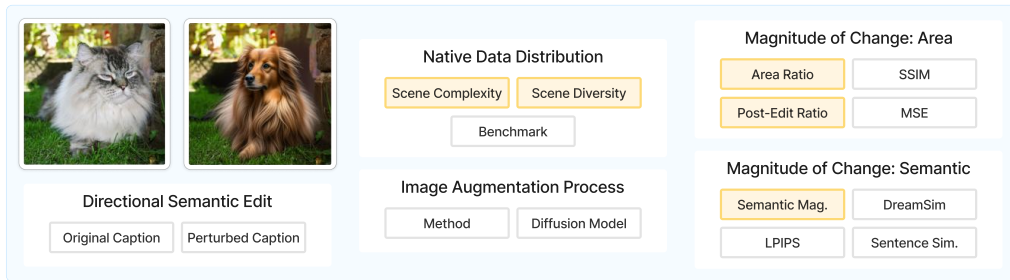 Directional Semantic Edit
Original Caption
Perturbed Caption
Native Data Distribution
Scene Complexity
Scene Diversity
Benchmark
Image Augmentation Process
Method
Diffusion Model
Magnitude of Change: Area
Area Ratio
SSIM
Post-Edit Ratio
MSE
Magnitude of Change: Semantic
Semantic Mag.
DreamSim
LPIPS
Sentence Sim.